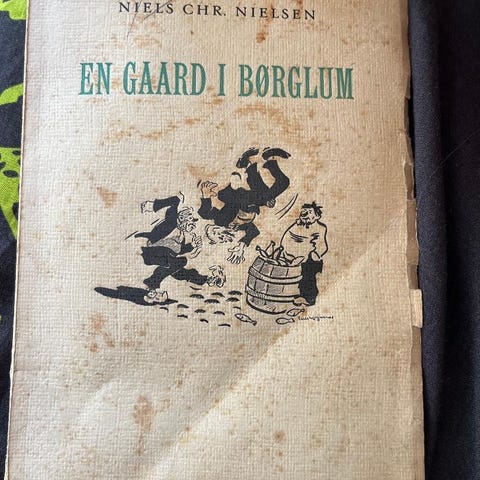 NIELS CHR. NIELSEN
EN GAARD I BØRGLUM